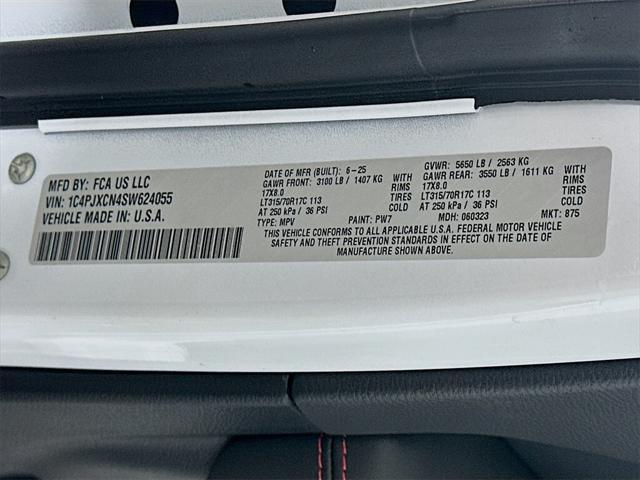 MFD BY: FCA US LLC
VIN: 1C4PJXCN4SW624055
VEHICLE MADE IN U.S.A.
DATE OF MFR (BUILT): 6-25
GAWR FRONT: 3100 LB / 1407 KG WITH
17X8.0 RIMS
LT315/70R17C 113 TIRES
AT 250 kPa / 36 PSI COLD
GVWR: 5650 LB / 2563 KG
GAWR REAR: 3550 LB / 1611 KG WITH
17X8.0 RIMS
LT315/70R17C 113 TIRES
AT 250 kPa / 36 PSI COLD
TYPE: MPV PAINT: PW7 MDH: 060323 MKT: 875
THIS VEHICLE CONFORMS TO ALL APPLICABLE U.S.A. FEDERAL MOTOR VEHICLE
SAFETY AND THEFT PREVENTION STANDARDS IN EFFECT ON THE DATE OF
MANUFACTURE SHOWN ABOVE.